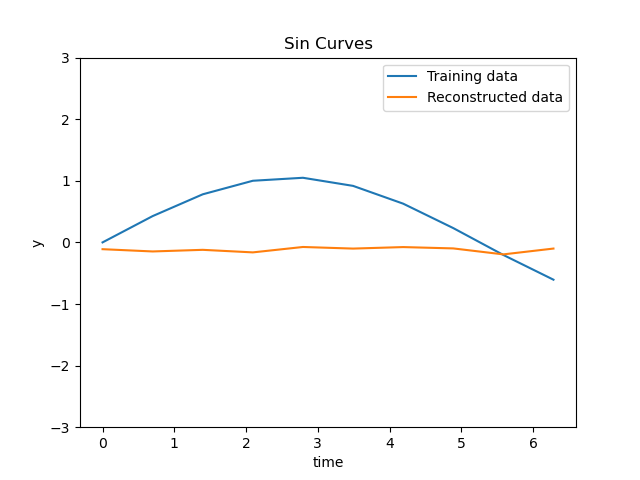 Sin Curves
Training data
Reconstructed data
3
2
1
0
−1
−2
−3
y
0 1 2 3 4 5 6
time